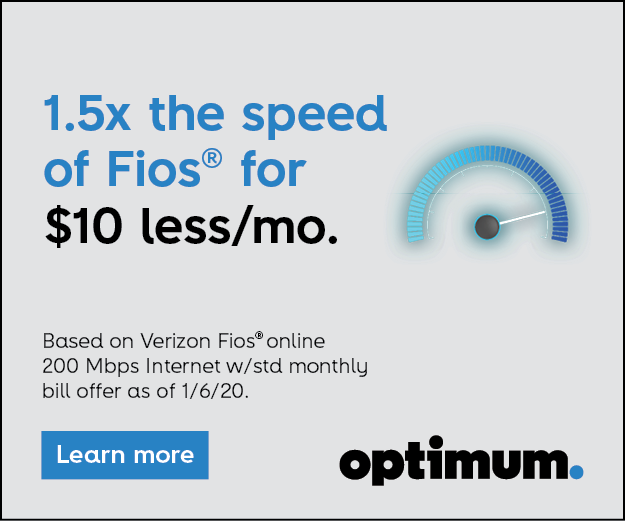 1.5x the speed
of Fios® for
$10 less/mo.
Based on Verizon Fios® online
200 Mbps Internet w/std monthly
bill offer as of 1/6/20.
Learn more
optimum.